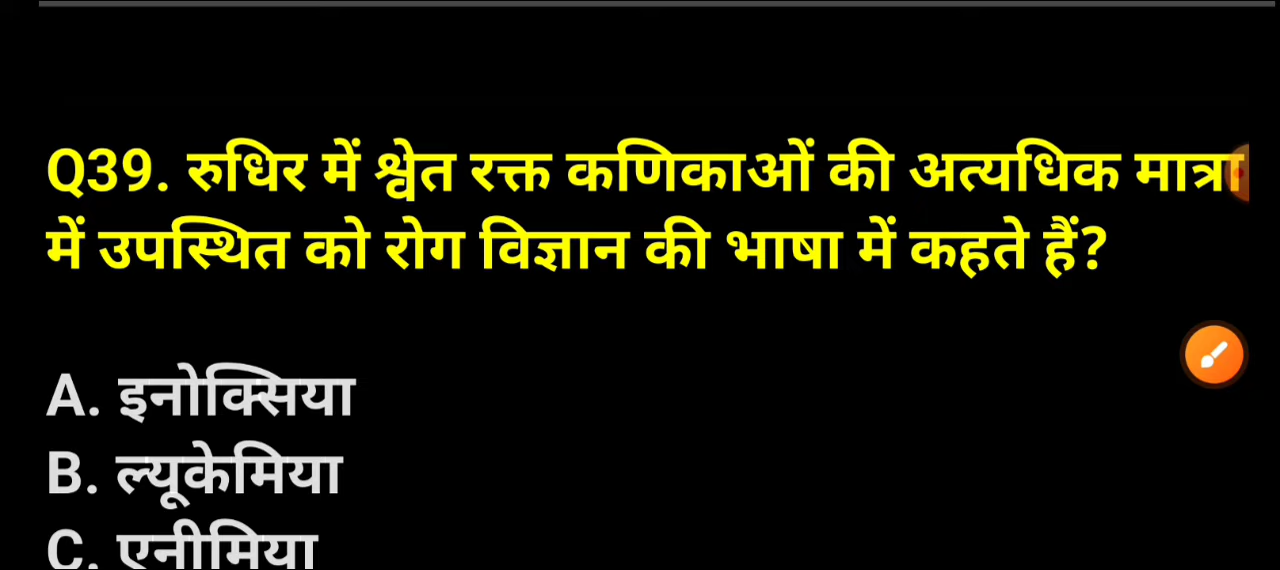 Q39. रुधिर में श्वेत रक्त कणिकाओं की अत्यधिक मात्रा
में उपस्थित को रोग विज्ञान की भाषा में कहते हैं?
A. इनोक्सिया
B. ल्यूकेमिया
C. एनीमिया